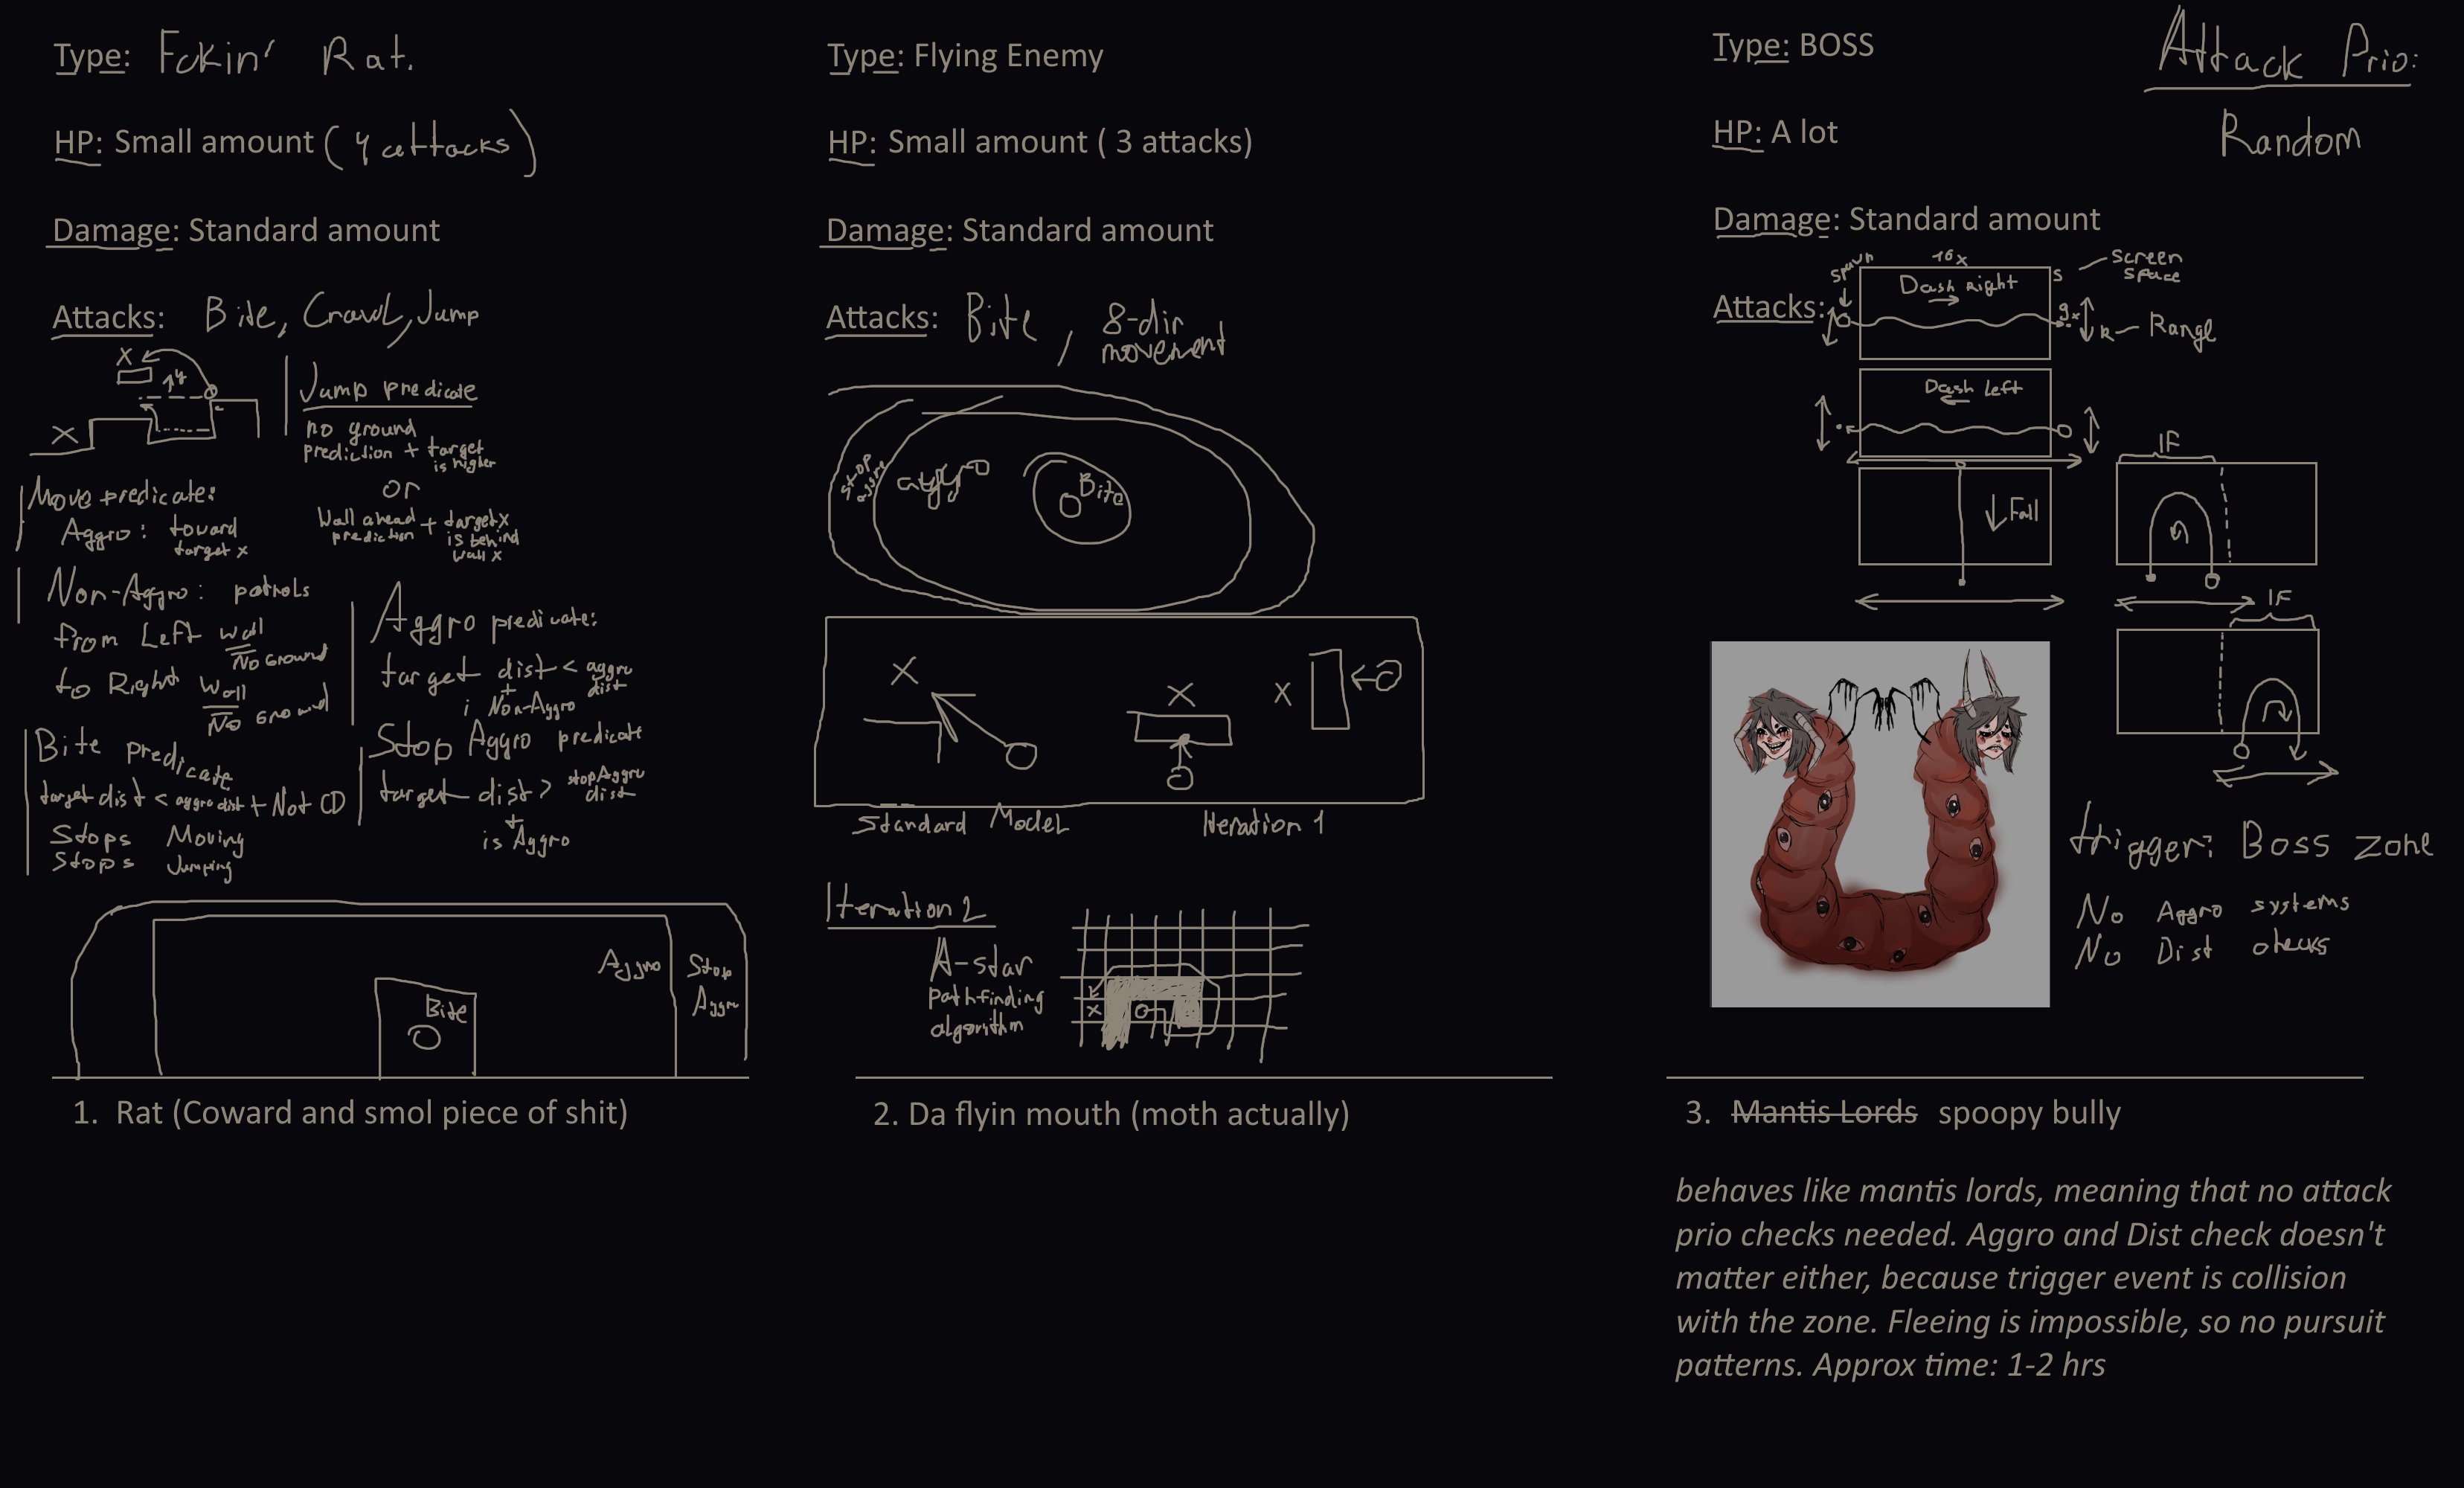 Type: Fckin' Rat.
HP: Small amount (4 attacks)
Damage: Standard amount
Attacks: Bite, Crawl, Jump
X
y
X
Jump predicate
no ground
prediction + target
is higher
or
Wall ahead + target x
prediction is behind
wall x
Move predicate:
Aggro: toward
target x
Non-Aggro: patrols
from Left wall
No Ground
to Right wall
No Ground
Aggro predicate:
target dist < aggro
dist
+
i Non-Aggro
Bite predicate
target dist < aggro dist + Not CD
Stops Moving
Stops Jumping
Stop Aggro predicate
target dist > stopAggro
dist
+
is Aggro
Aggro
Stop
Aggro
Bite
1. Rat (Coward and smol piece of shit)
Type: Flying Enemy
HP: Small amount ( 3 attacks)
Damage: Standard amount
Attacks: Bite, 8-dir
movement
Stop
aggro
aggro
Bite
X
X
X
Standard Model
Iteration 1
Iteration 2
A-star
pathfinding
algorithm
X
2. Da flyin mouth (moth actually)
Type: BOSS
Attack Prio:
Random
HP: A lot
Damage: Standard amount
Attacks:
spawn
16x
s
Screen
space
Dash Right
9x
R - Range
Dash Left
Fall
IF
IF
trigger: Boss zone
No Aggro systems
No Dist checks
3. Mantis Lords spoopy bully
behaves like mantis lords, meaning that no attack
prio checks needed. Aggro and Dist check doesn't
matter either, because trigger event is collision
with the zone. Fleeing is impossible, so no pursuit
patterns. Approx time: 1-2 hrs